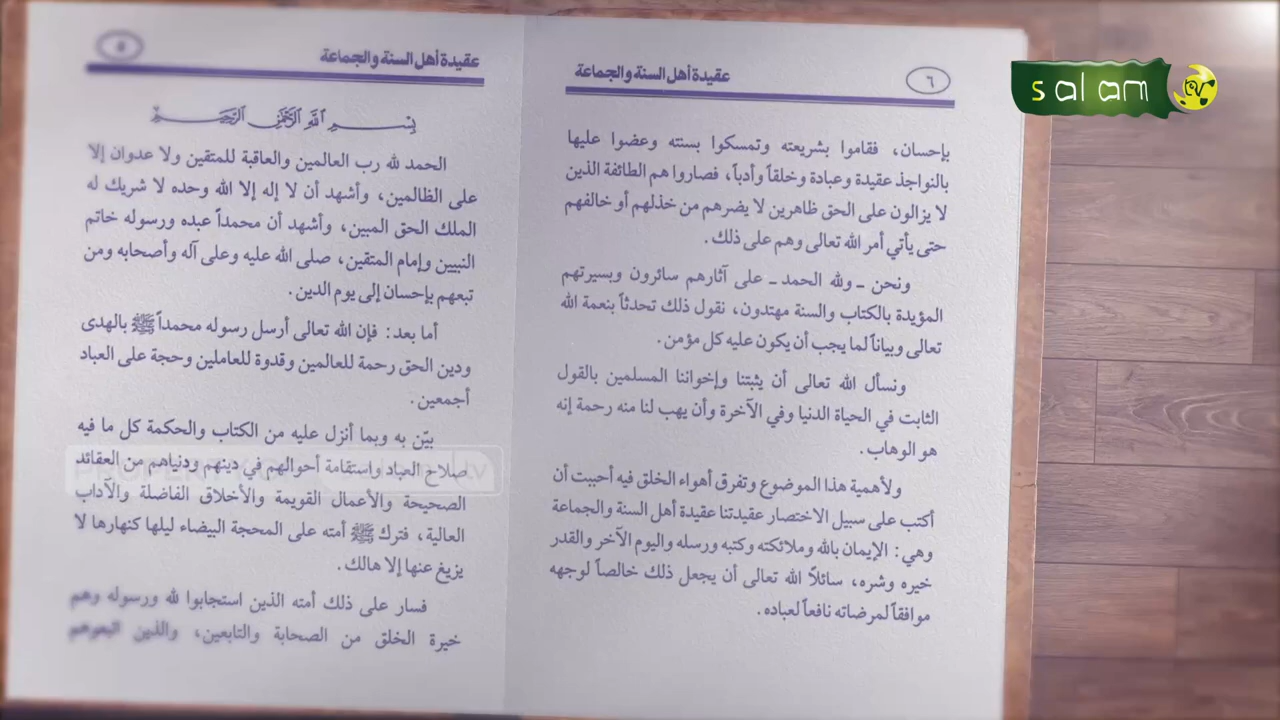 ٥
عقيدة أهل السنة والجماعة
بسم الله الرحمن الرحيم
الحمد لله رب العالمين والعاقبة للمتقين ولا عدوان إلا
على الظالمين، وأشهد أن لا إله إلا الله وحده لا شريك له
الملك الحق المبين، وأشهد أن محمداً عبده ورسوله خاتم
النبيين وإمام المتقين، صلى الله عليه وعلى آله وأصحابه ومن
تبعهم بإحسان إلى يوم الدين.
أما بعد: فإن الله تعالى أرسل رسوله محمداً ﷺ بالهدى
ودين الحق رحمة للعالمين وقدوة للعاملين وحجة على العباد
أجمعين.
بيّن به وبما أنزل عليه من الكتاب والحكمة كل ما فيه
صلاح العباد واستقامة أحوالهم في دينهم ودنياهم من العقائد
الصحيحة والأعمال القويمة والأخلاق الفاضلة والآداب
العالية، فترك ﷺ أمته على المحجة البيضاء ليلها كنهارها لا
يزيغ عنها إلا هالك.
فسار على ذلك أمته الذين استجابوا لله ورسوله وهم
خيرة الخلق من الصحابة والتابعين، والذين اتبعوهم
٦
عقيدة أهل السنة والجماعة
بإحسان، فقاموا بشريعته وتمسكوا بسنته وعضوا عليها
بالنواجذ عقيدة وعبادة وخلقاً وأدباً، فصاروا هم الطائفة الذين
لا يزالون على الحق ظاهرين لا يضرهم من خذلهم أو خالفهم
حتى يأتي أمر الله تعالى وهم على ذلك.
ونحن ـ ولله الحمد ـ على آثارهم سائرون وبسيرتهم
المؤيدة بالكتاب والسنة مهتدون، نقول ذلك تحدثاً بنعمة الله
تعالى وبياناً لما يجب أن يكون عليه كل مؤمن.
ونسأل الله تعالى أن يثبتنا وإخواننا المسلمين بالقول
الثابت في الحياة الدنيا وفي الآخرة وأن يهب لنا منه رحمة إنه
هو الوهاب.
ولأهمية هذا الموضوع وتفرق أهواء الخلق فيه أحببت أن
أكتب على سبيل الاختصار عقيدتنا عقيدة أهل السنة والجماعة
وهي: الإيمان بالله وملائكته وكتبه ورسله واليوم الآخر والقدر
خيره وشره، سائلاً الله تعالى أن يجعل ذلك خالصاً لوجهه
موافقاً لمرضاته نافعاً لعباده.
salam tv